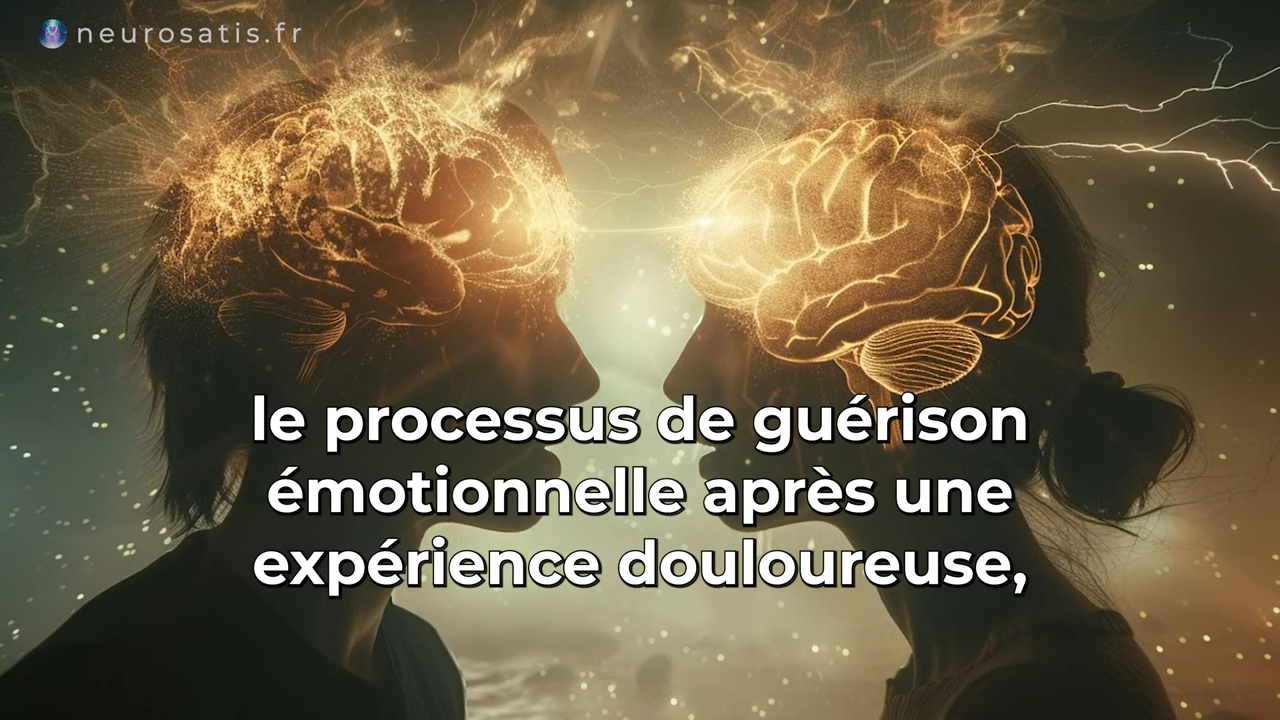 neurosatis.fr
le processus de guérison
émotionnelle après une
expérience douloureuse,